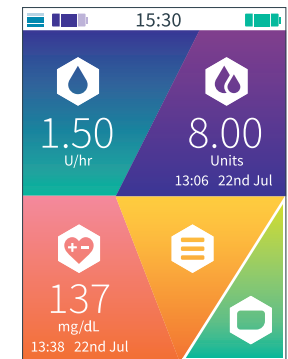 15:30
1.50
U/hr
8.00
Units
13:06 22nd Jul
137
mg/dL
13:38 22nd Jul